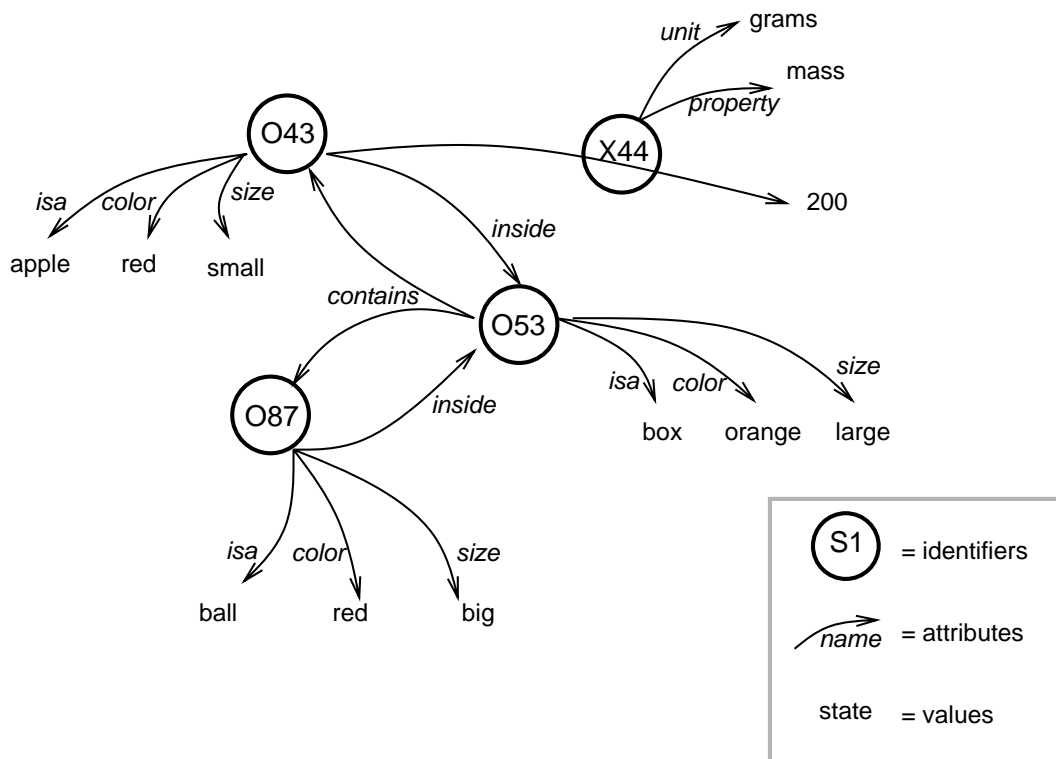 grams
unit
mass
property
O43
X44
isa
color
size
200
apple
red
small
inside
contains
O53
O87
inside
isa
color
size
box
orange
large
isa
color
size
ball
red
big
S1
= identifiers
name
= attributes
state
= values